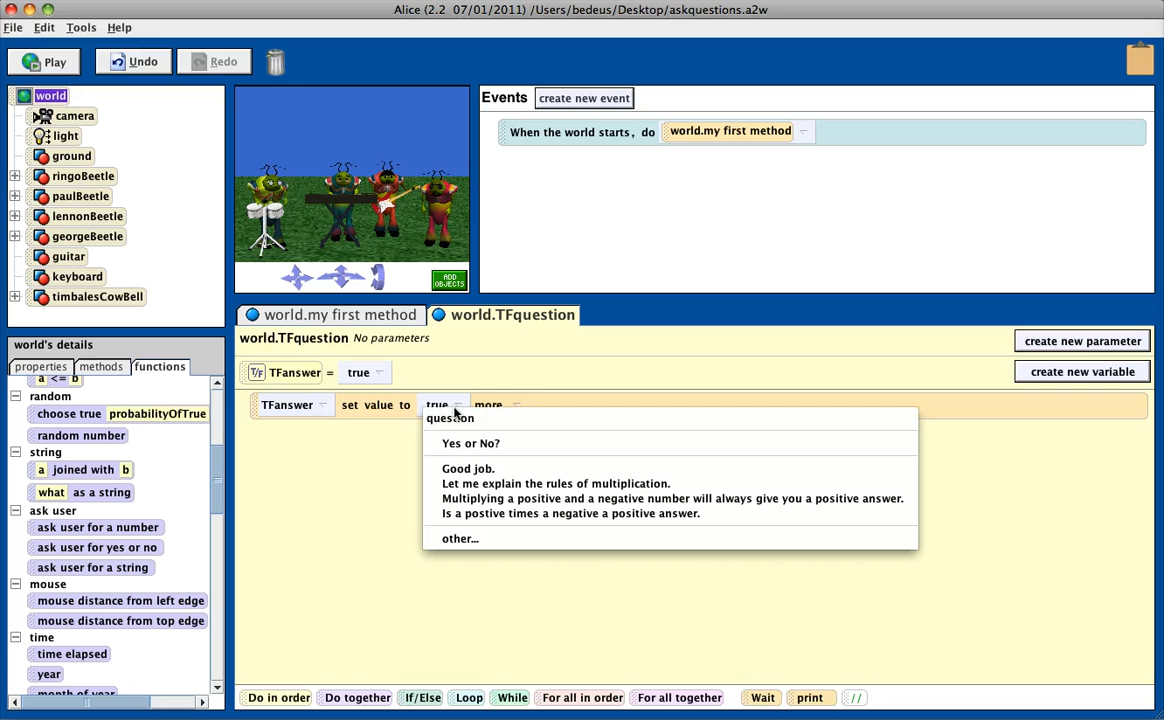 Alice (2.2 07/01/2011) /Users/bedeus/Desktop/askquestions.a2w
File Edit Tools Help
Play Undo Redo
world
camera
light
ground
ringoBeetle
paulBeetle
lennonBeetle
georgeBeetle
guitar
keyboard
timbalesCowBell
ADD
OBJECTS
Events create new event
When the world starts, do world.my first method
world's details
properties methods functions
a <= b
random
choose true probabilityOfTrue
random number
string
a joined with b
what as a string
ask user
ask user for a number
ask user for yes or no
ask user for a string
mouse
mouse distance from left edge
mouse distance from top edge
time
time elapsed
year
month of year
world.my first method world.TFquestion
world.TFquestion No parameters
create new parameter
T/F TFanswer = true
create new variable
TFanswer set value to true more...
question
Yes or No?
Good job.
Let me explain the rules of multiplication.
Multiplying a positive and a negative number will always give you a positive answer.
Is a postive times a negative a positive answer.
other...
Do in order Do together If/Else Loop While For all in order For all together Wait print //